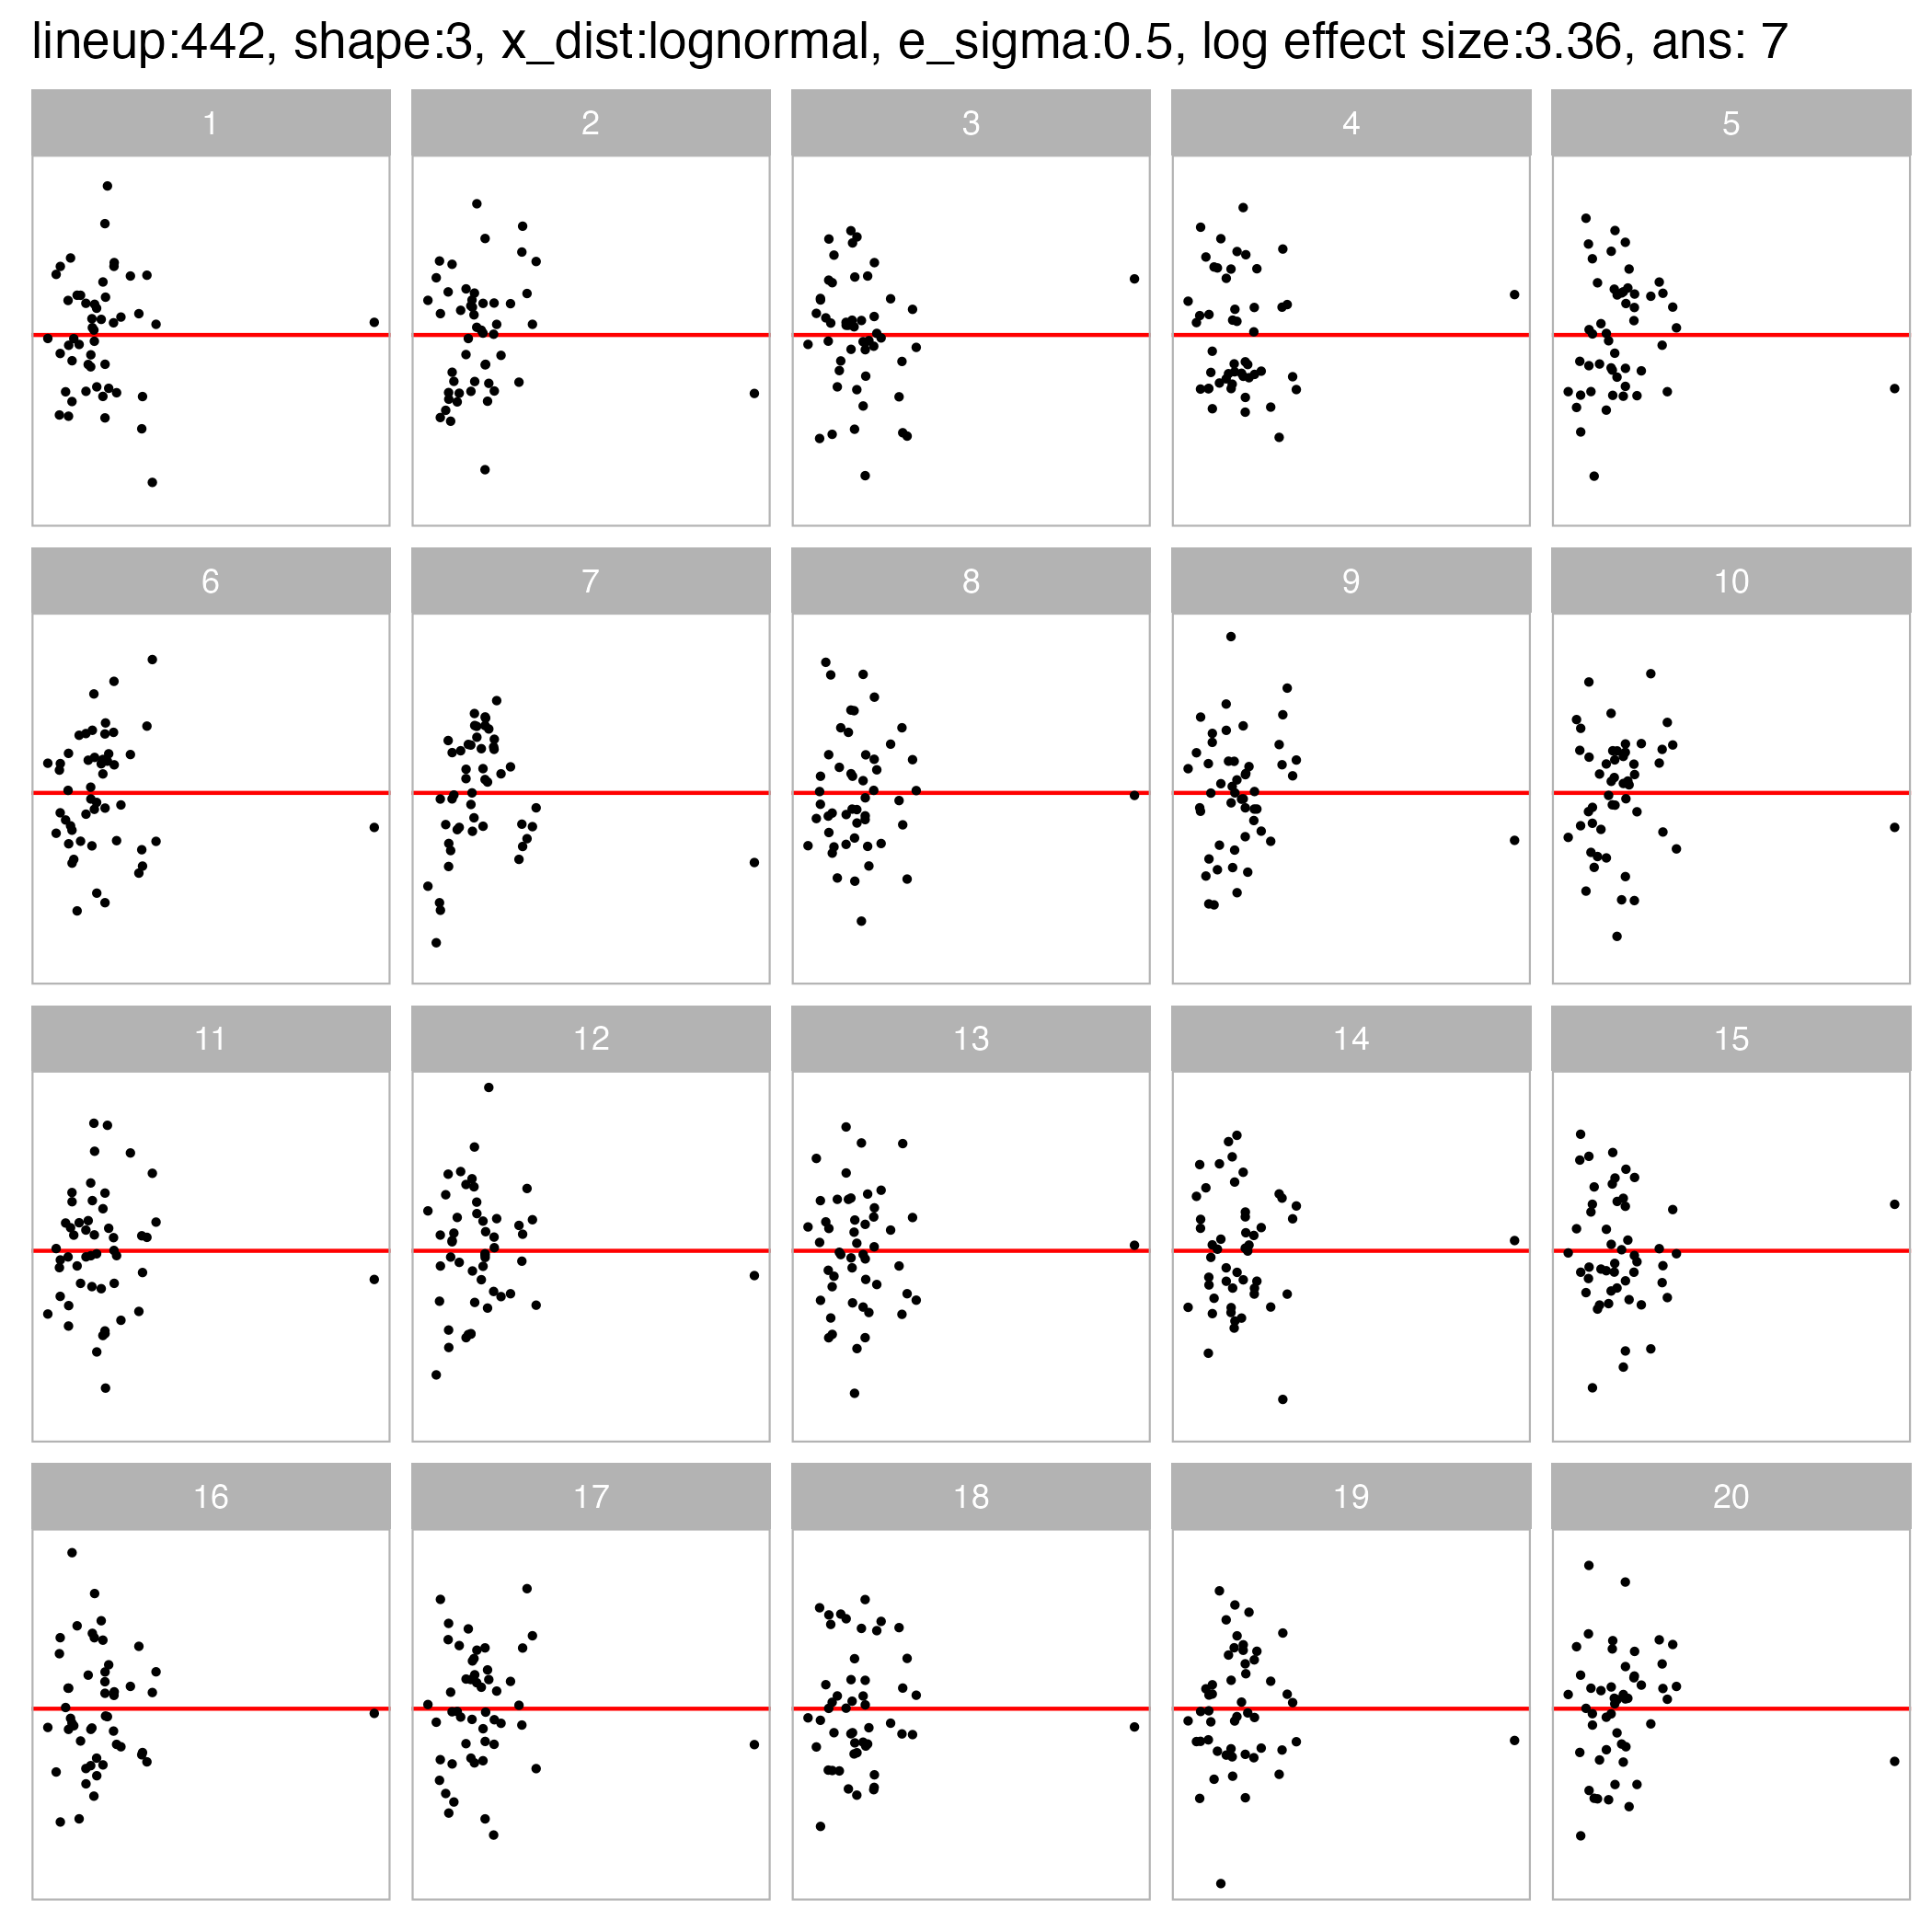 lineup:442, shape:3, x_dist:lognormal, e_sigma:0.5, log effect size:3.36, ans: 7
1 2 3 4 5
6 7 8 9 10
11 12 13 14 15
16 17 18 19 20